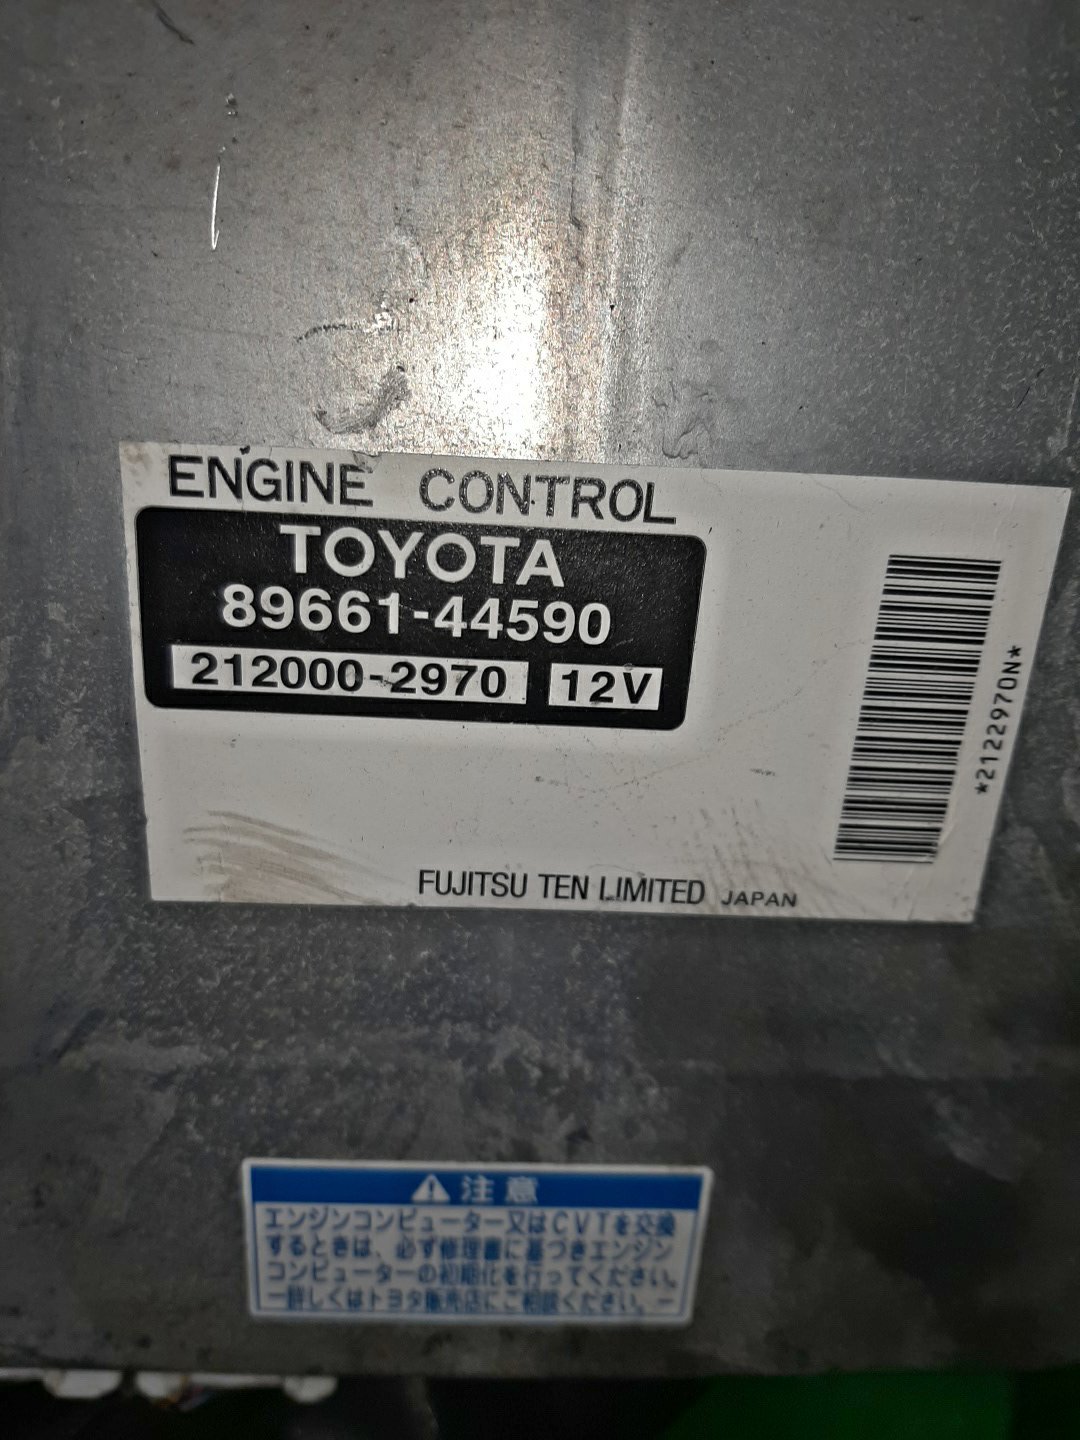 ENGINE CONTROL
TOYOTA
89661-44590
212000-2970 12V
*2122970N*
FUJITSU TEN LIMITED JAPAN
注意
エンジンコンピューター又はCVTを交換
するときは、必ず修理書に基づきエンジン
コンピューターの初期化を行ってください。
ー詳しくはトヨタ販売店にご相談ください。ー